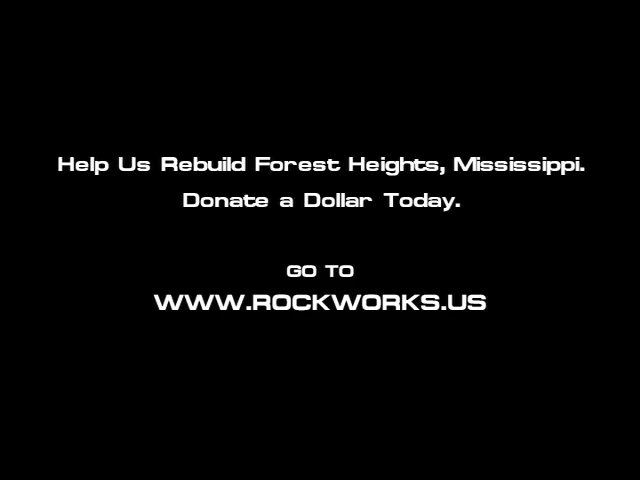 Help Us Rebuild Forest Heights, Mississippi.
Donate a Dollar Today.
GO TO
WWW.ROCKWORKS.US